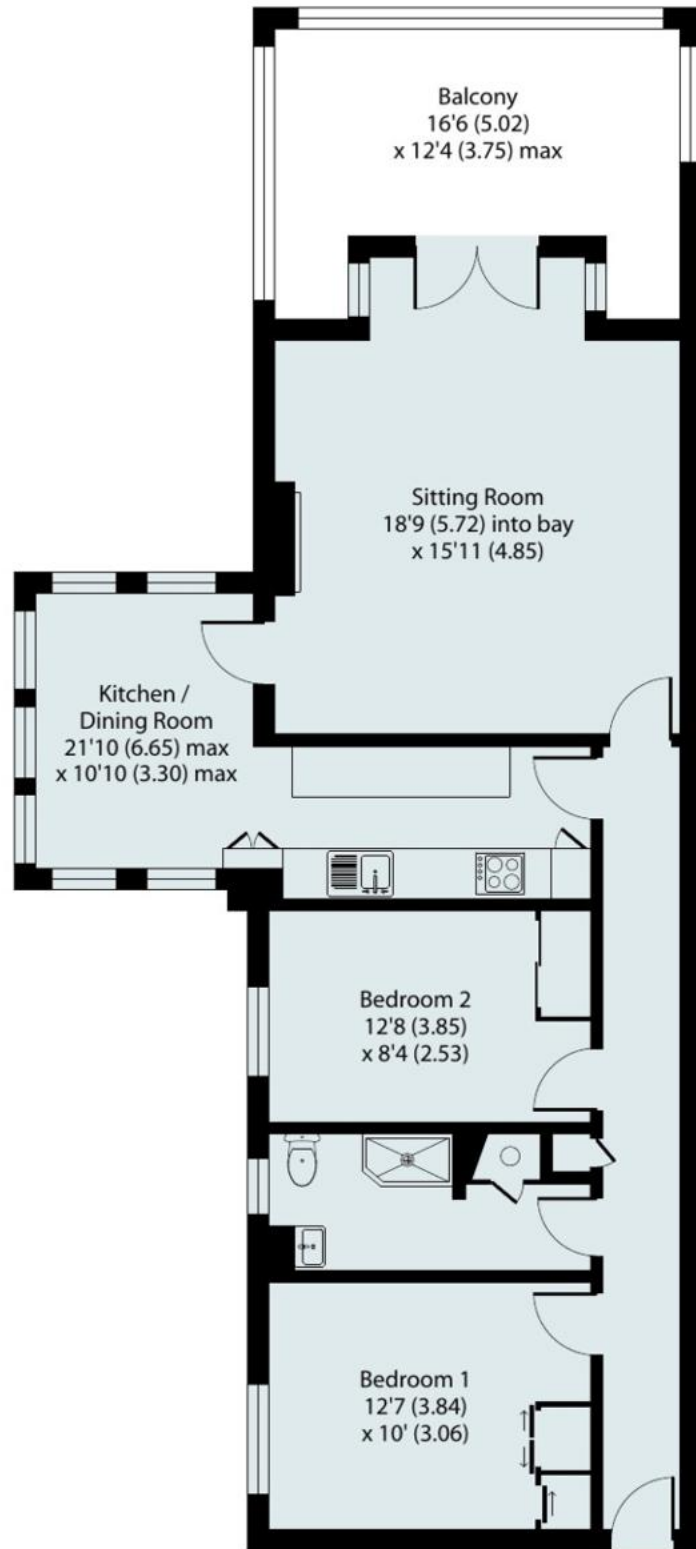 Balcony
16'6 (5.02)
x 12'4 (3.75) max
Sitting Room
18'9 (5.72) into bay
x 15'11 (4.85)
Kitchen /
Dining Room
21'10 (6.65) max
x 10'10 (3.30) max
Bedroom 2
12'8 (3.85)
x 8'4 (2.53)
Bedroom 1
12'7 (3.84)
x 10' (3.06)